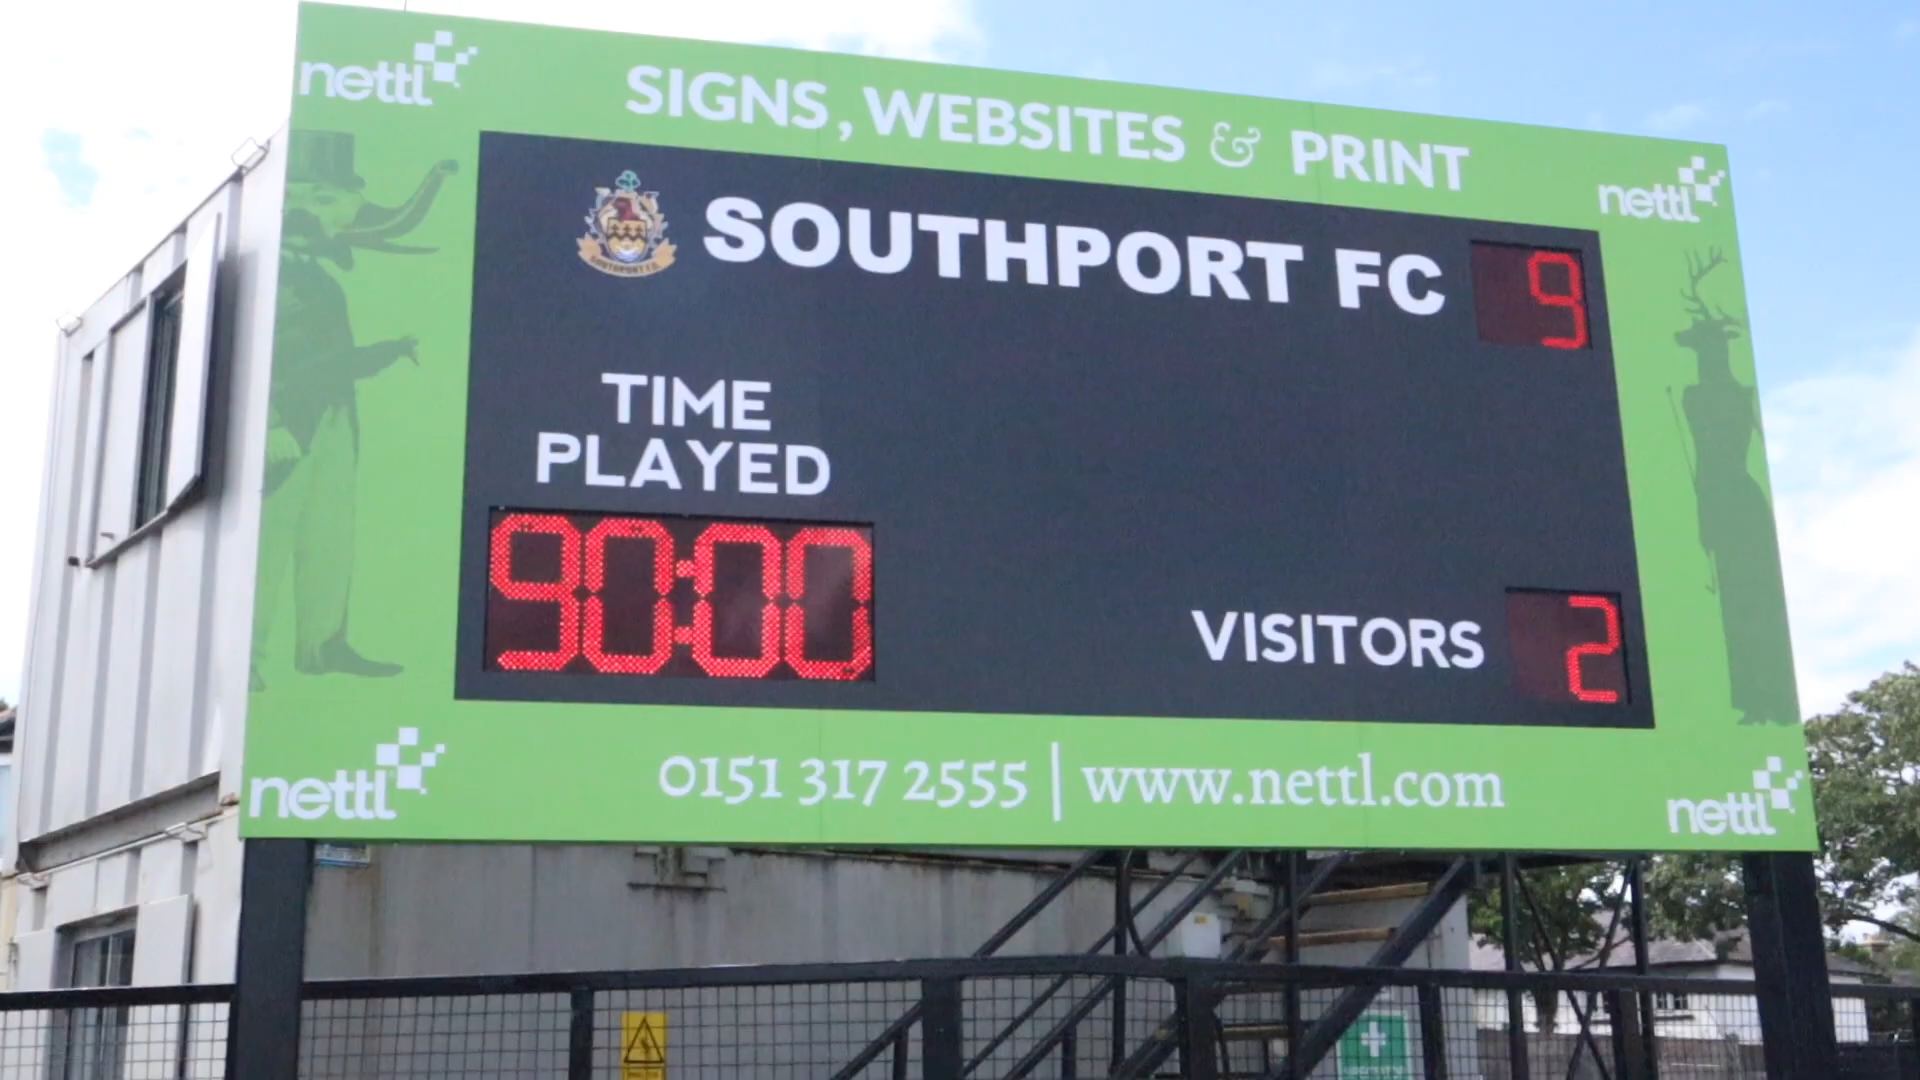 nettl
SIGNS, WEBSITES & PRINT
nettl
SOUTHPORT F.C.
SOUTHPORT FC 9
TIME
PLAYED
90:00
VISITORS 2
nettl
0151 317 2555 | www.nettl.com
nettl